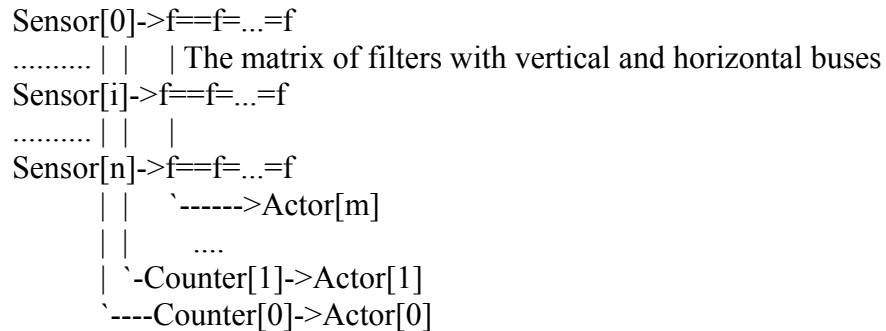 Sensor[0]->f==f=...=f
.......... | |    | The matrix of filters with vertical and horizontal buses
Sensor[i]->f==f=...=f
.......... | |    |
Sensor[n]->f==f=...=f
| |    `------>Actor[m]
| |    ....
| `-Counter[1]->Actor[1]
`----Counter[0]->Actor[0]